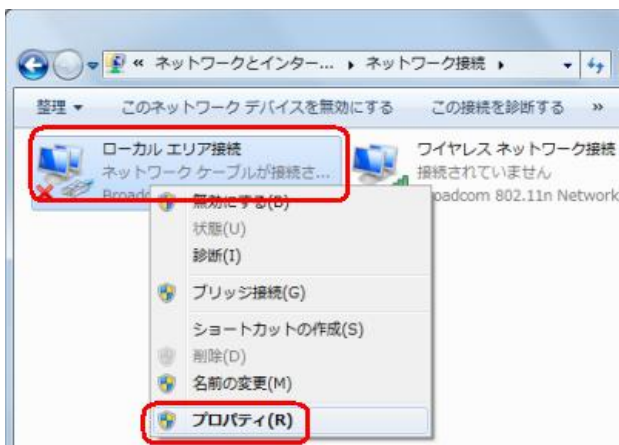 « ネットワークとインター... ▸ ネットワーク接続 ▸
整理 ▾ このネットワーク デバイスを無効にする この接続を診断する »
ローカル エリア接続
ネットワーク ケーブルが接続さ...
ワイヤレス ネットワーク接続
接続されていません
oadcom 802.11n Network
無効にする(B)
状態(U)
診断(I)
ブリッジ接続(G)
ショートカットの作成(S)
削除(D)
名前の変更(M)
プロパティ(R)